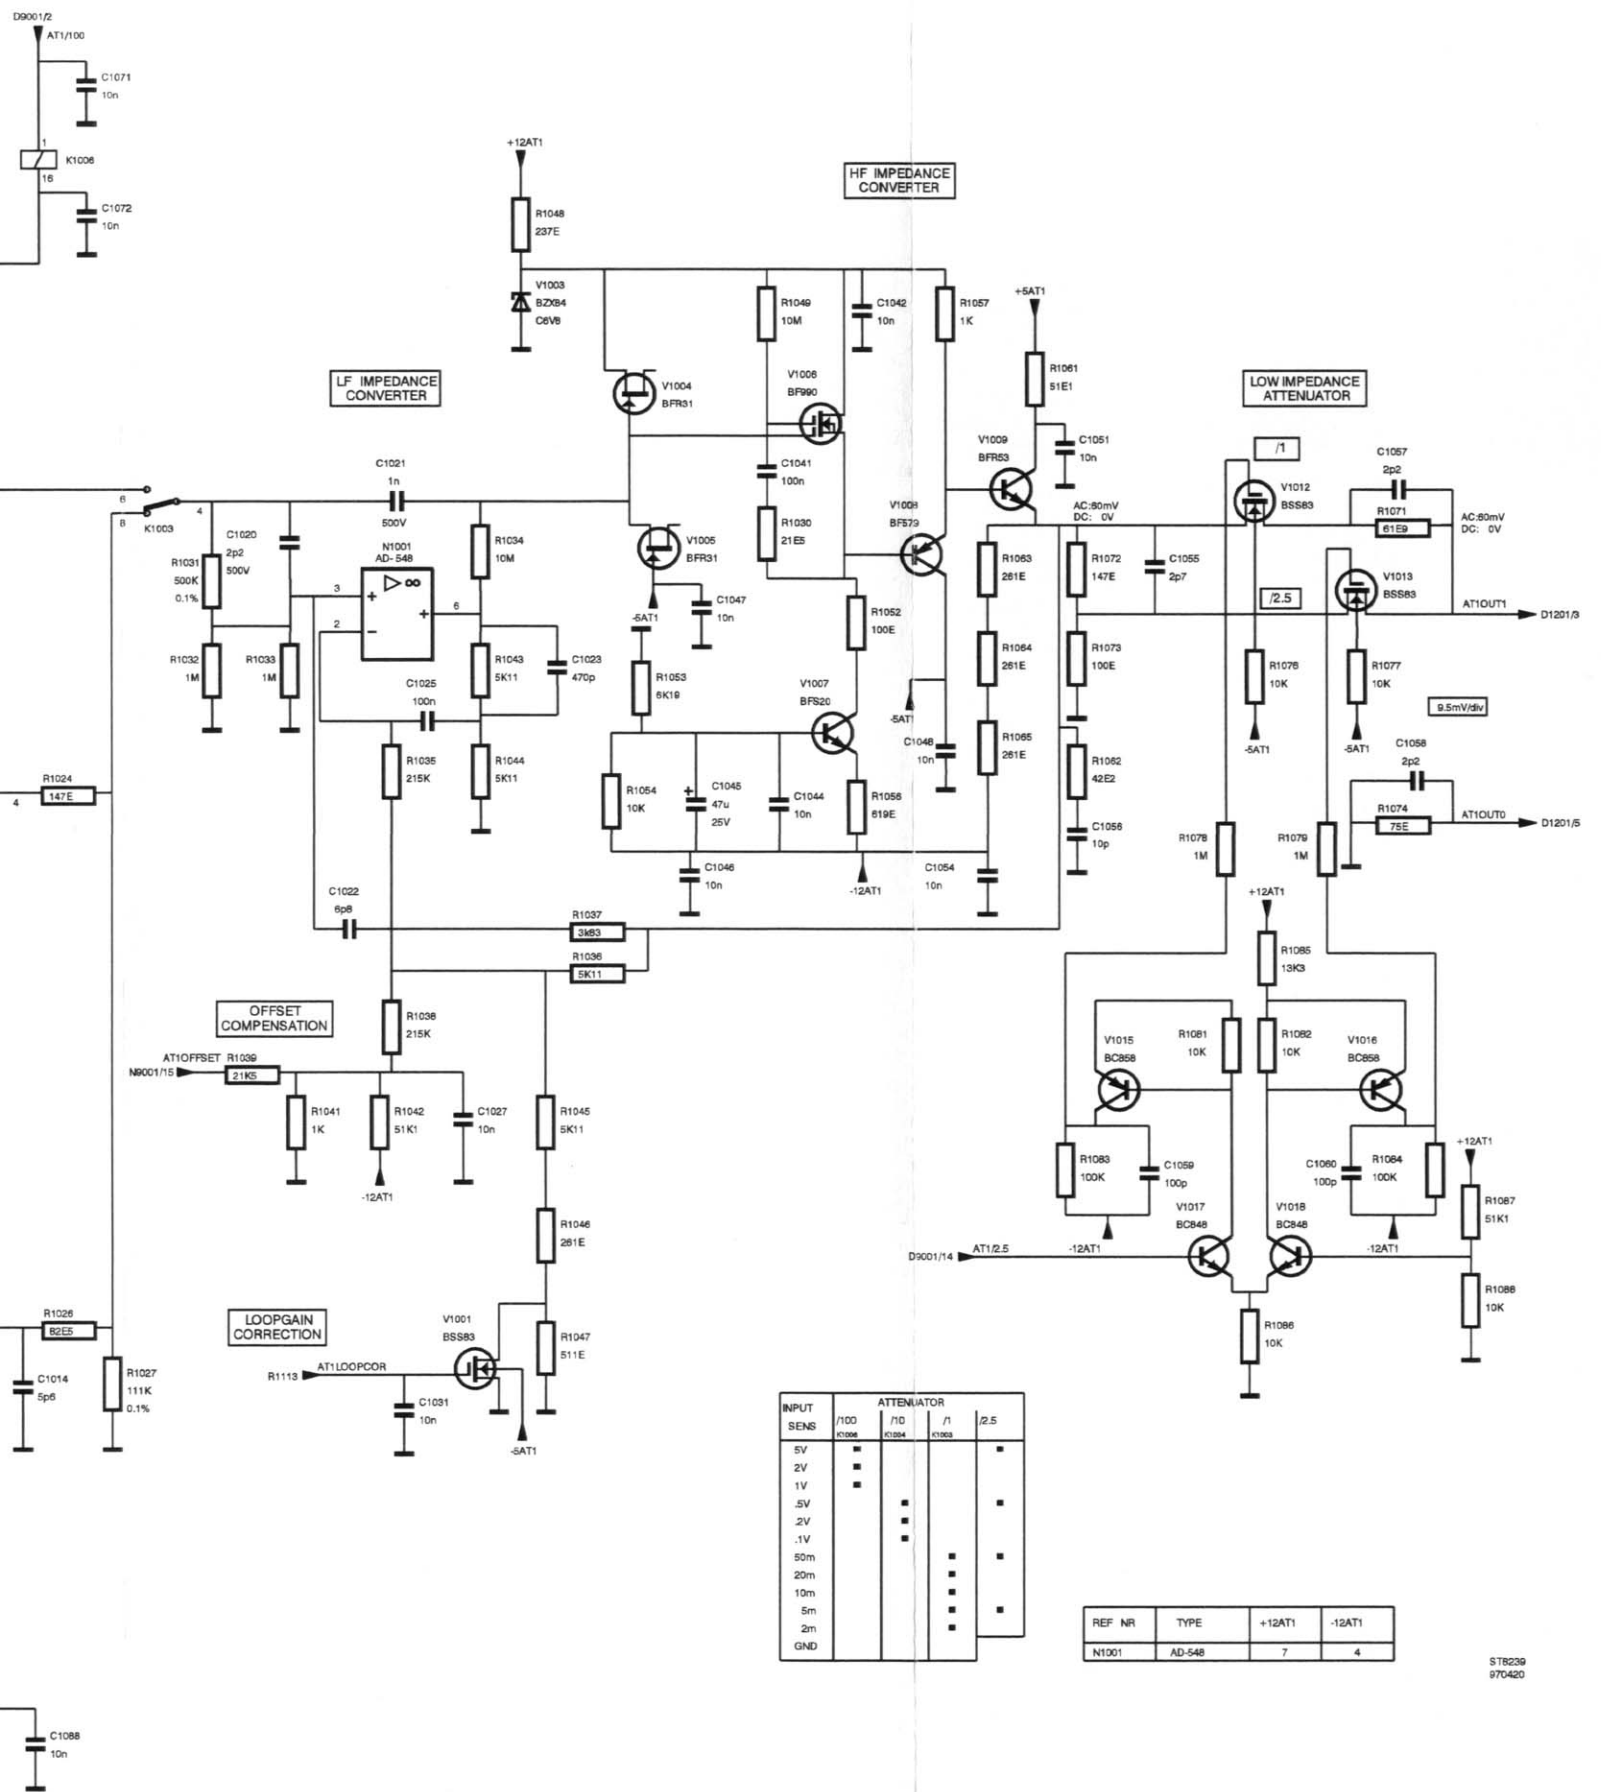 D9001/2
AT1/100
C1071
10n
1
K1006
16
C1072
10n
+12AT1
R1048
237E
V1003
BZX84
C6V8
HF IMPEDANCE
CONVERTER
R1049
10M
C1042
10n
R1057
1K
+5AT1
R1061
51E1
LF IMPEDANCE
CONVERTER
V1004
BFR31
V1006
BF990
LOW IMPEDANCE
ATTENUATOR
V1009
BFR53
C1051
10n
/1
C1057
2p2
C1021
1n
500V
C1041
100n
6
8
K1003
4
V1012
BSS83
R1071
61E9
AC:60mV
DC: 0V
AC:60mV
DC: 0V
C1020
2p2
500V
N1001
AD-548
R1034
10M
V1005
BFR31
R1030
21E5
V1008
BF579
R1031
500K
0.1%
3
2
6
R1063
261E
R1072
147E
C1055
2p7
V1013
BSS83
/2.5
C1047
10n
-5AT1
R1052
100E
AT1OUT1
D1201/3
R1032
1M
R1033
1M
R1043
5K11
C1023
470p
C1025
100n
R1053
6K19
V1007
BFS20
R1064
261E
R1073
100E
R1076
10K
R1077
10K
-5AT1
9.5mV/div
C1048
10n
R1065
261E
-5AT1
-5AT1
R1035
215K
R1044
5K11
R1054
10K
C1045
47u
25V
C1044
10n
R1056
619E
R1062
42E2
C1058
2p2
R1024
147E
4
R1074
75E
AT1OUT0
D1201/5
C1056
10p
R1078
1M
R1079
1M
C1046
10n
-12AT1
C1054
10n
C1022
6p8
R1037
3k83
+12AT1
R1036
5K11
R1085
13K3
OFFSET
COMPENSATION
R1038
215K
AT1OFFSET
R1039
N9001/15
21K5
V1015
BC858
R1081
10K
R1082
10K
V1016
BC858
R1041
1K
R1042
51K1
C1027
10n
R1045
5K11
-12AT1
+12AT1
R1083
100K
C1059
100p
C1060
100p
R1084
100K
V1017
BC848
V1018
BC848
R1087
51K1
R1046
261E
D9001/14
AT1/2.5
-12AT1
-12AT1
LOOPGAIN
CORRECTION
V1001
BSS83
R1047
511E
R1086
10K
R1088
10K
R1026
82E5
R1113
AT1LOOPCOR
C1014
5p6
R1027
111K
0.1%
C1031
10n
-5AT1
INPUT
SENS
ATTENUATOR
/100 /10 /1 /2.5
K1006 K1004 K1003
5V
2V
1V
.5V
.2V
.1V
50m
20m
10m
5m
2m
GND
REF NR TYPE +12AT1 -12AT1
N1001 AD-548 7 4
ST8239
970420
C1088
10n